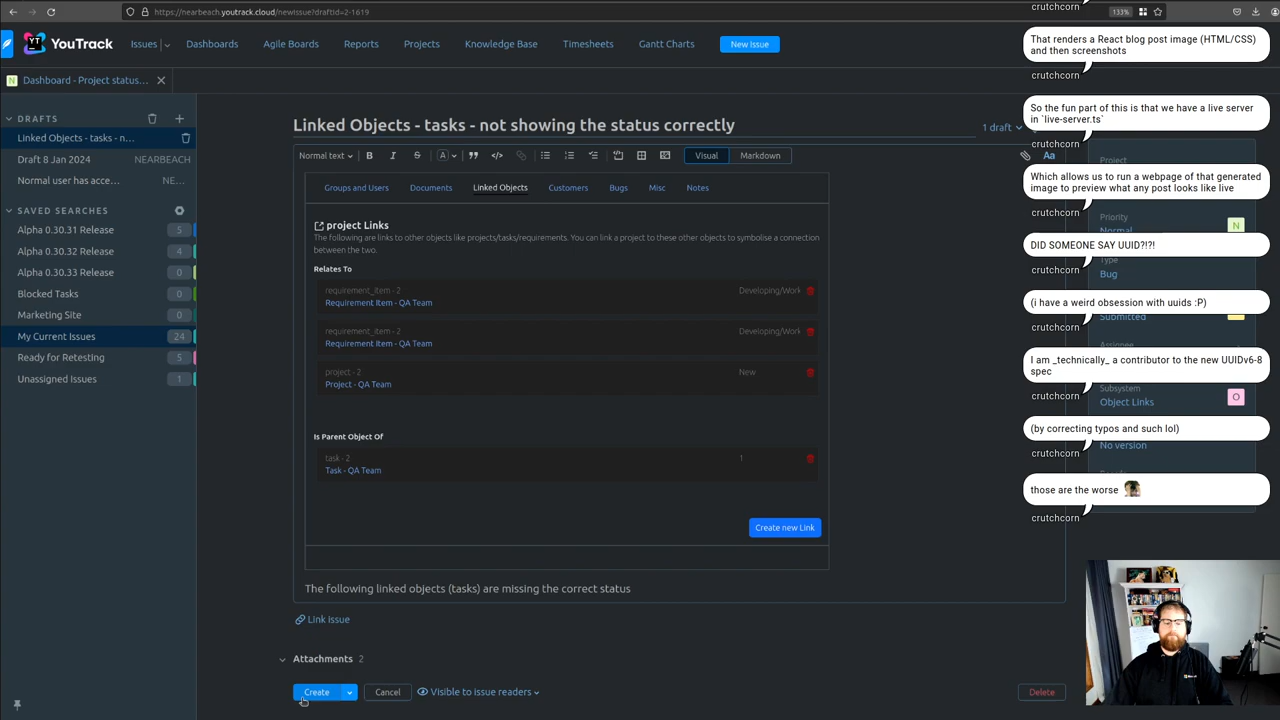 https://nearbeach.youtrack.cloud/newIssue?draftId=2-1619
133%
YT
YouTrack
Issues
Dashboards
Agile Boards
Reports
Projects
Knowledge Base
Timesheets
Gantt Charts
New Issue
N
Dashboard - Project status...
DRAFTS
Linked Objects - tasks - n...
Draft 8 Jan 2024
NEARBEACH
Normal user has acce...
NE...
SAVED SEARCHES
Alpha 0.30.31 Release
5
Alpha 0.30.32 Release
4
Alpha 0.30.33 Release
0
Blocked Tasks
0
Marketing Site
0
My Current Issues
24
Ready for Retesting
5
Unassigned Issues
1
Linked Objects - tasks - not showing the status correctly
1 draft
Normal text
B
I
S
A
Visual
Markdown
Aa
Groups and Users
Documents
Linked Objects
Customers
Bugs
Misc
Notes
project Links
The following are links to other objects like projects/tasks/requirements. You can link a project to these other objects to symbolise a connection
between the two.
Relates To
requirement_item - 2
Developing/Work
Requirement Item - QA Team
requirement_item - 2
Developing/Work
Requirement Item - QA Team
project - 2
New
Project - QA Team
Is Parent Object Of
task - 2
1
Task - QA Team
Create new Link
The following linked objects (tasks) are missing the correct status
Link issue
Attachments 2
Create
Cancel
Visible to issue readers
Delete
Project
Priority
Normal
N
Type
Bug
Submitted
Assignee
Subsystem
Object Links
O
No version
crutchcorn
That renders a React blog post image (HTML/CSS)
and then screenshots
crutchcorn
So the fun part of this is that we have a live server
in `live-server.ts`
crutchcorn
Which allows us to run a webpage of that generated
image to preview what any post looks like live
crutchcorn
DID SOMEONE SAY UUID?!?!
crutchcorn
(i have a weird obsession with uuids :P)
crutchcorn
I am _technically_ a contributor to the new UUIDv6-8
spec
crutchcorn
(by correcting typos and such lol)
crutchcorn
those are the worse
crutchcorn